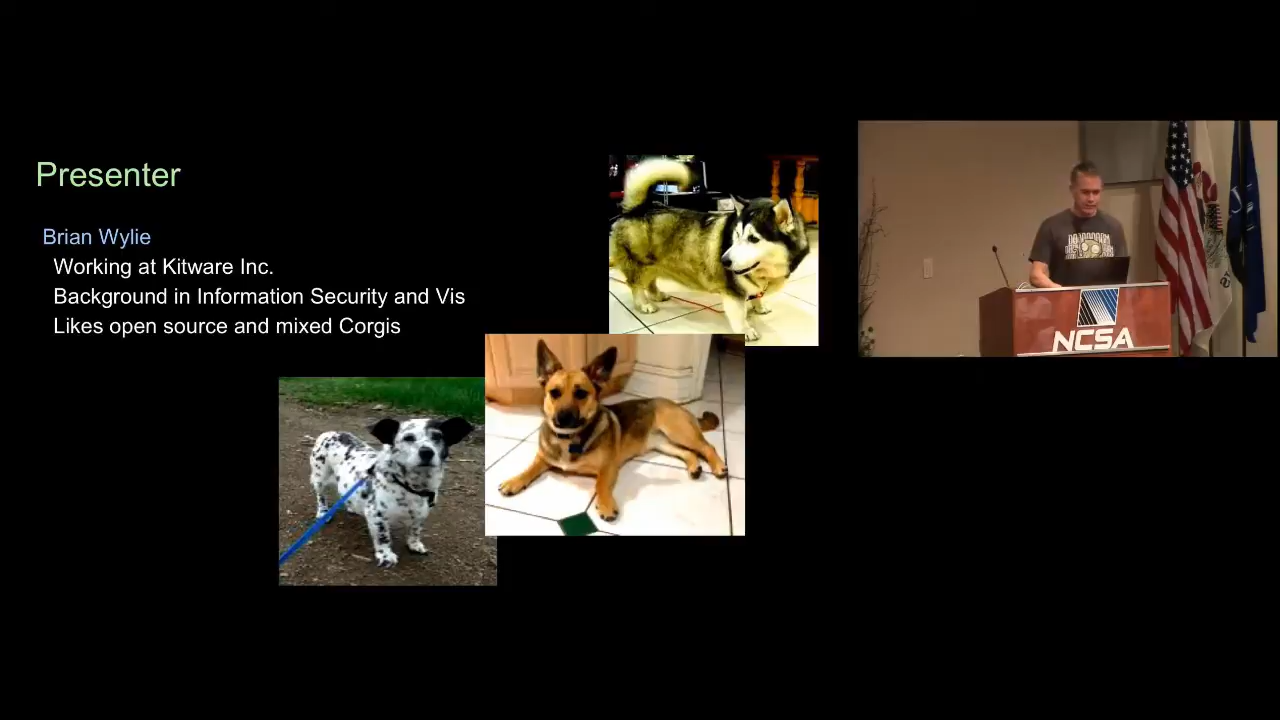 Presenter
Brian Wylie
Working at Kitware Inc.
Background in Information Security and Vis
Likes open source and mixed Corgis
NCSA